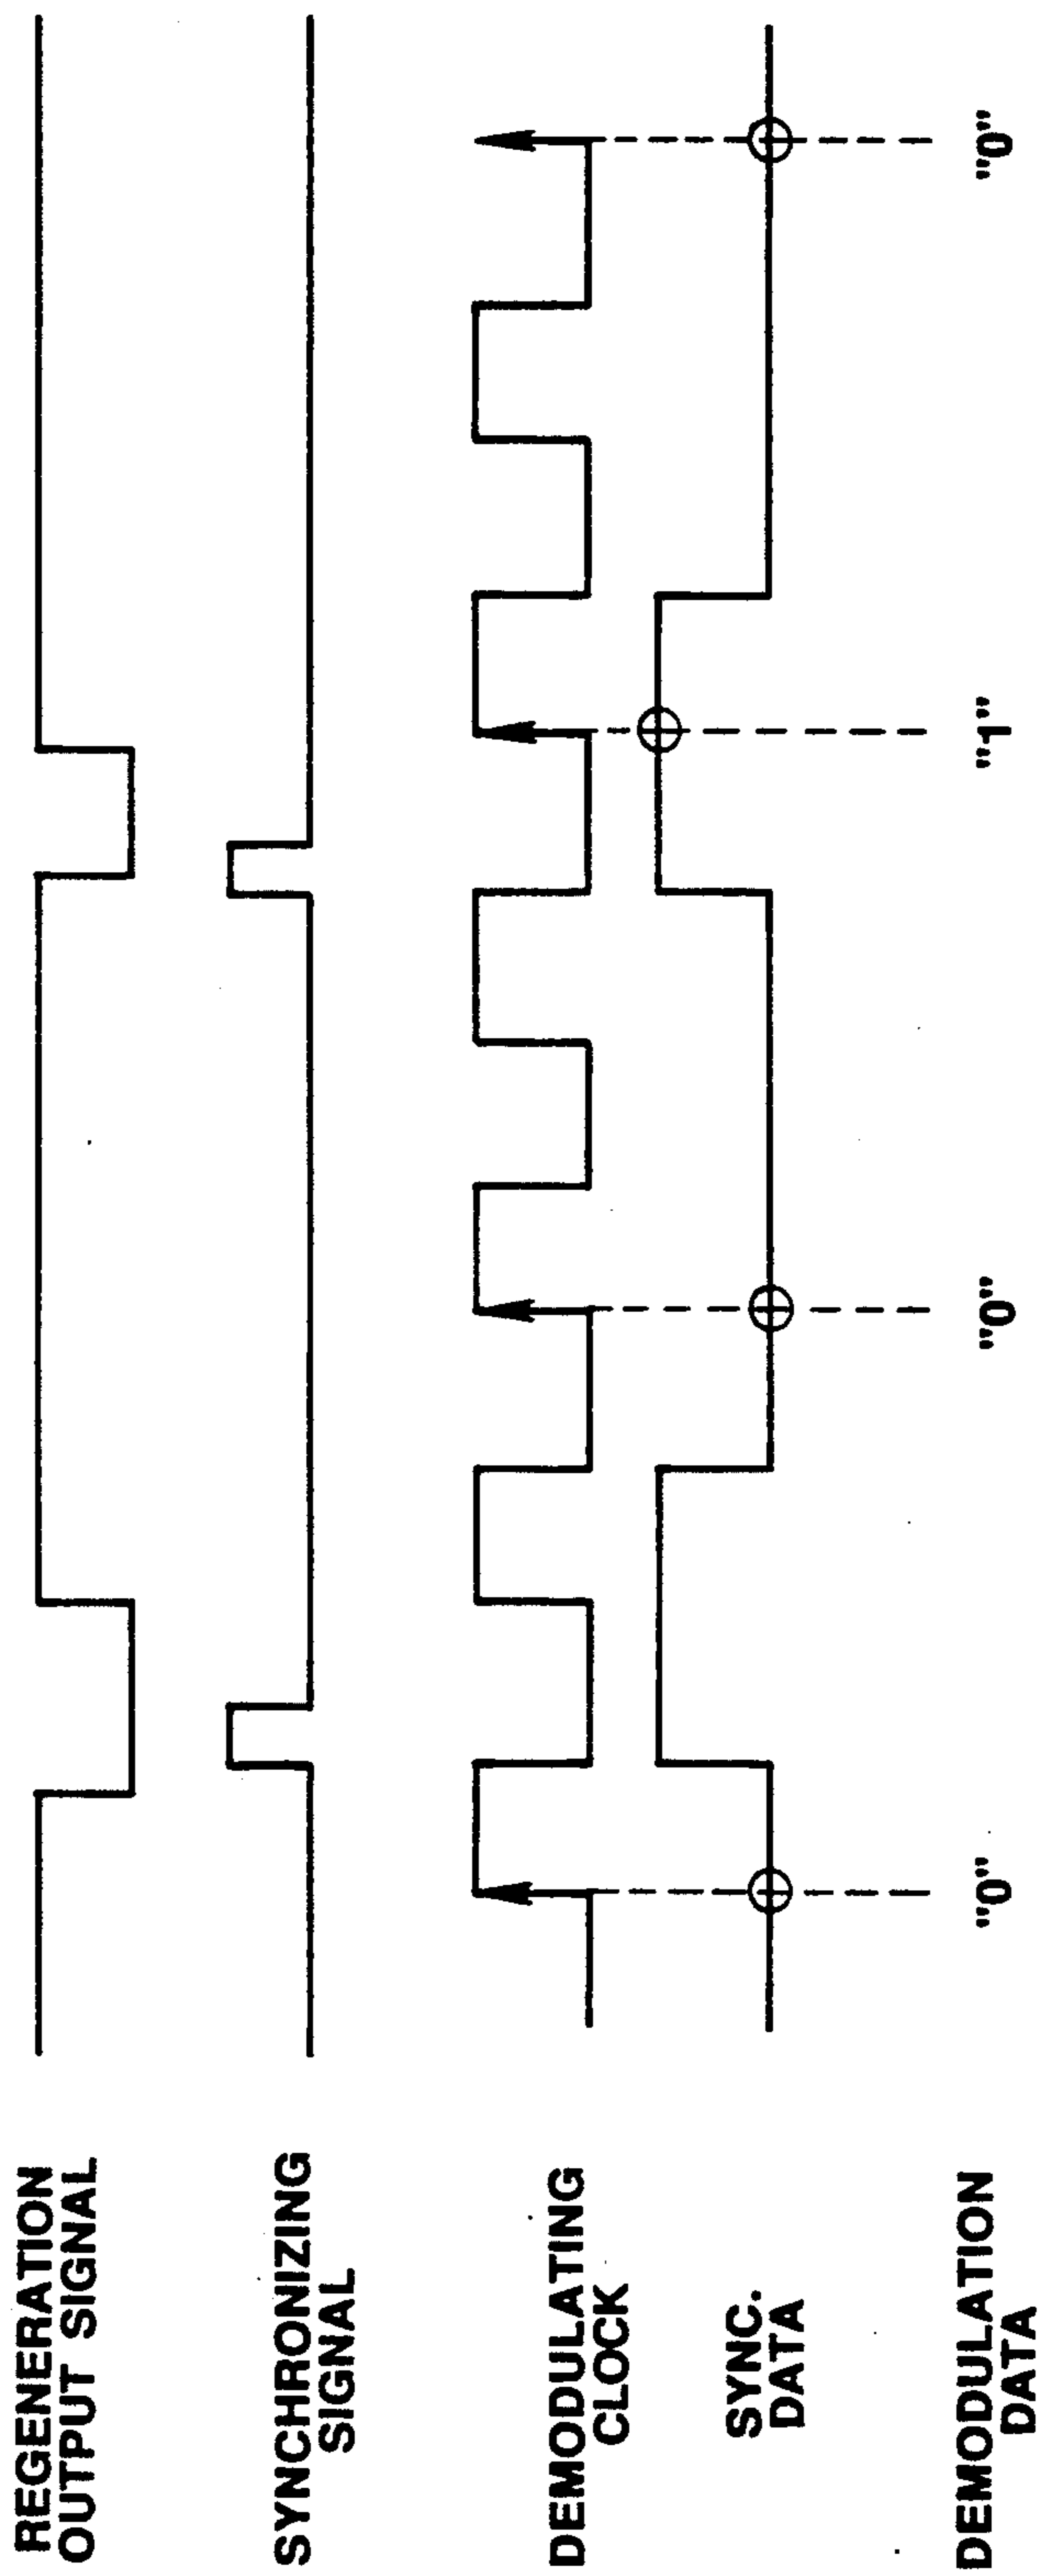 REGENERATION
OUTPUT SIGNAL
SYNCHRONIZING
SIGNAL
DEMODULATING
CLOCK
SYNC.
DATA
DEMODULATION
DATA
"0"
"0"
"1"
"0"